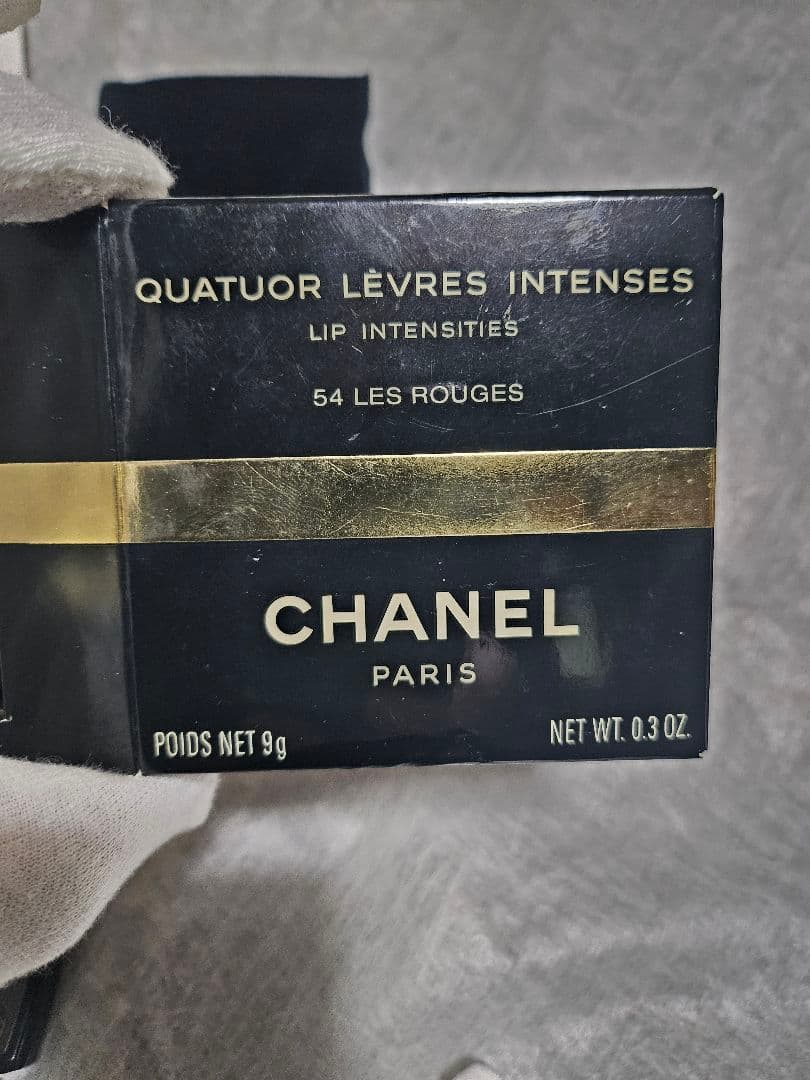 QUATUOR LÈVRES INTENSES
LIP INTENSITIES
54 LES ROUGES
CHANEL
PARIS
POIDS NET 9g
NET WT. 0.3 OZ.